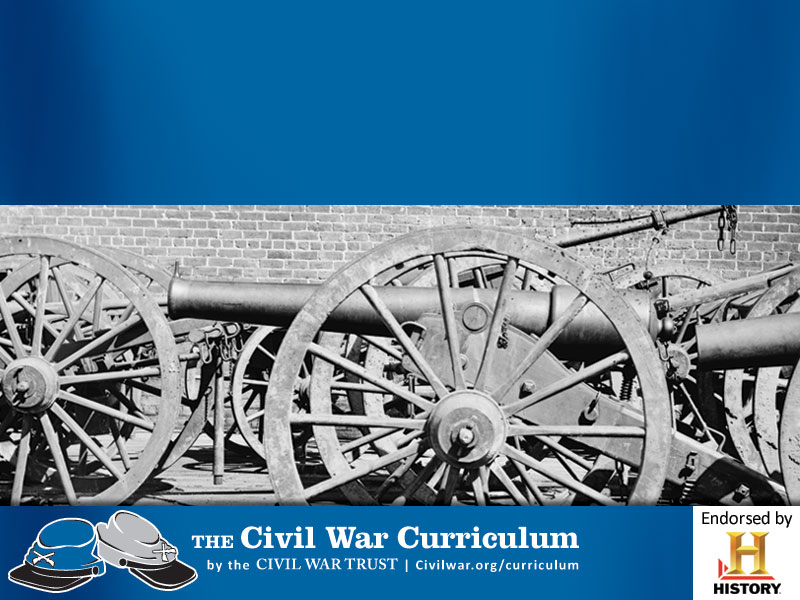 THE Civil War Curriculum
by the CIVIL WAR TRUST | Civilwar.org/curriculum
Endorsed by
H
HISTORY